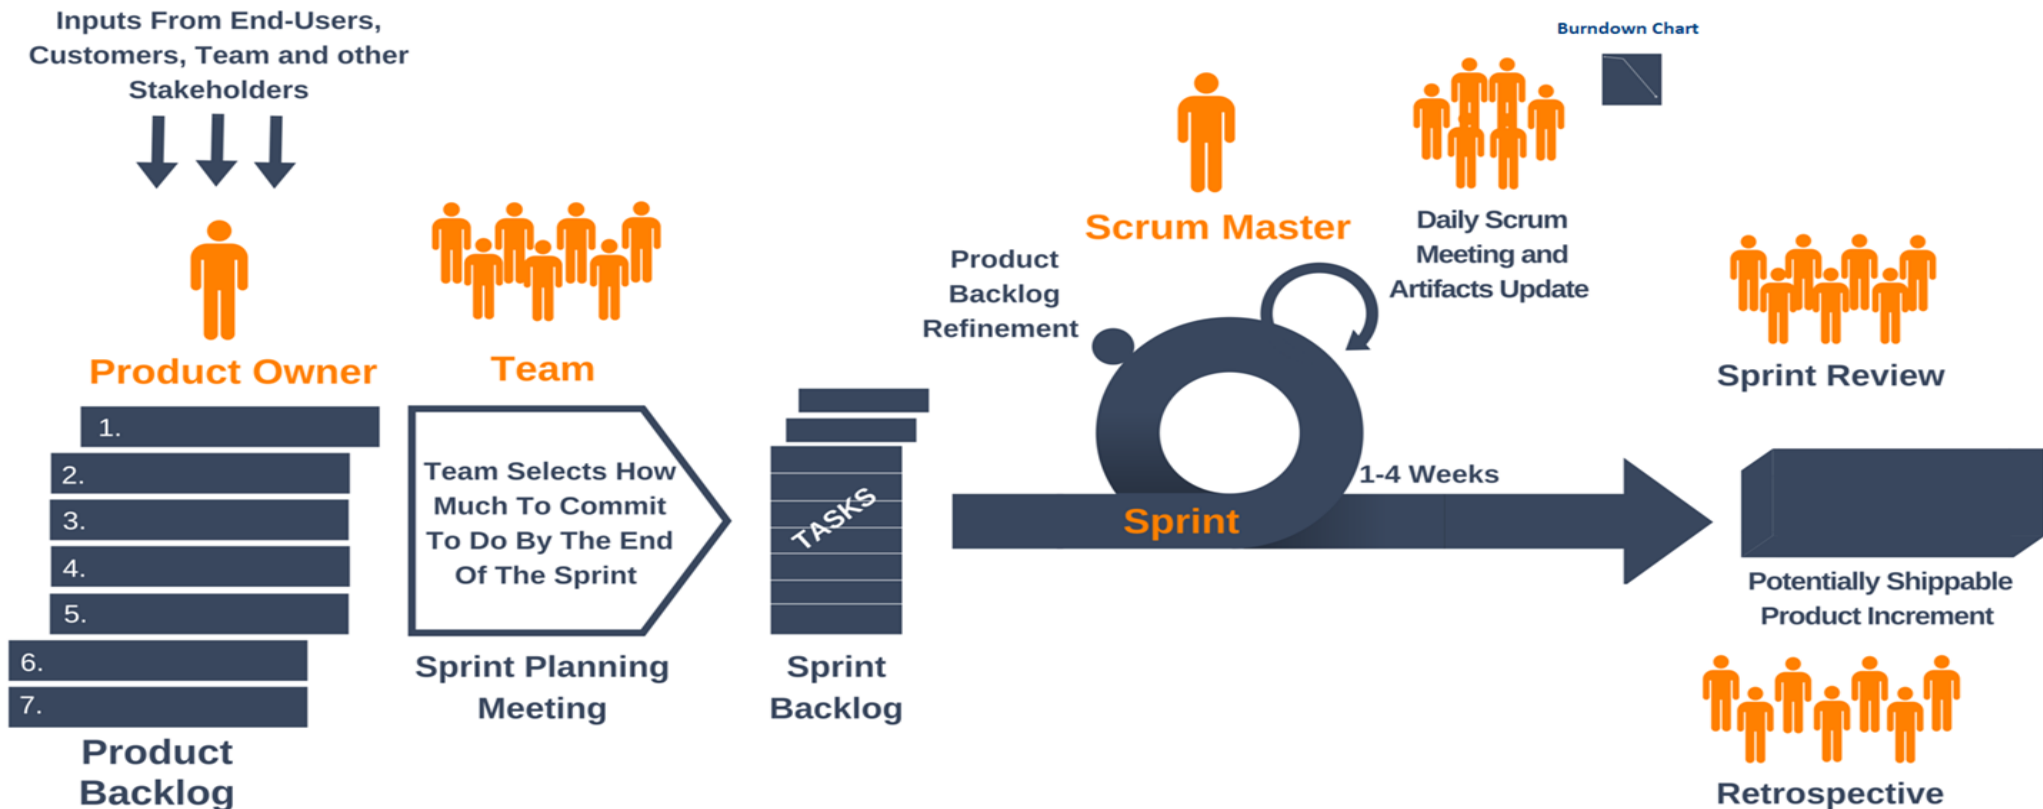 Inputs From End-Users,
Customers, Team and other
Stakeholders
Product Owner
1.
2.
3.
4.
5.
6.
7.
Product
Backlog
Team
Team Selects How
Much To Commit
To Do By The End
Of The Sprint
Sprint Planning
Meeting
TASKS
Sprint
Backlog
Product
Backlog
Refinement
Scrum Master
Burndown Chart
Daily Scrum
Meeting and
Artifacts Update
1-4 Weeks
Sprint
Sprint Review
Potentially Shippable
Product Increment
Retrospective